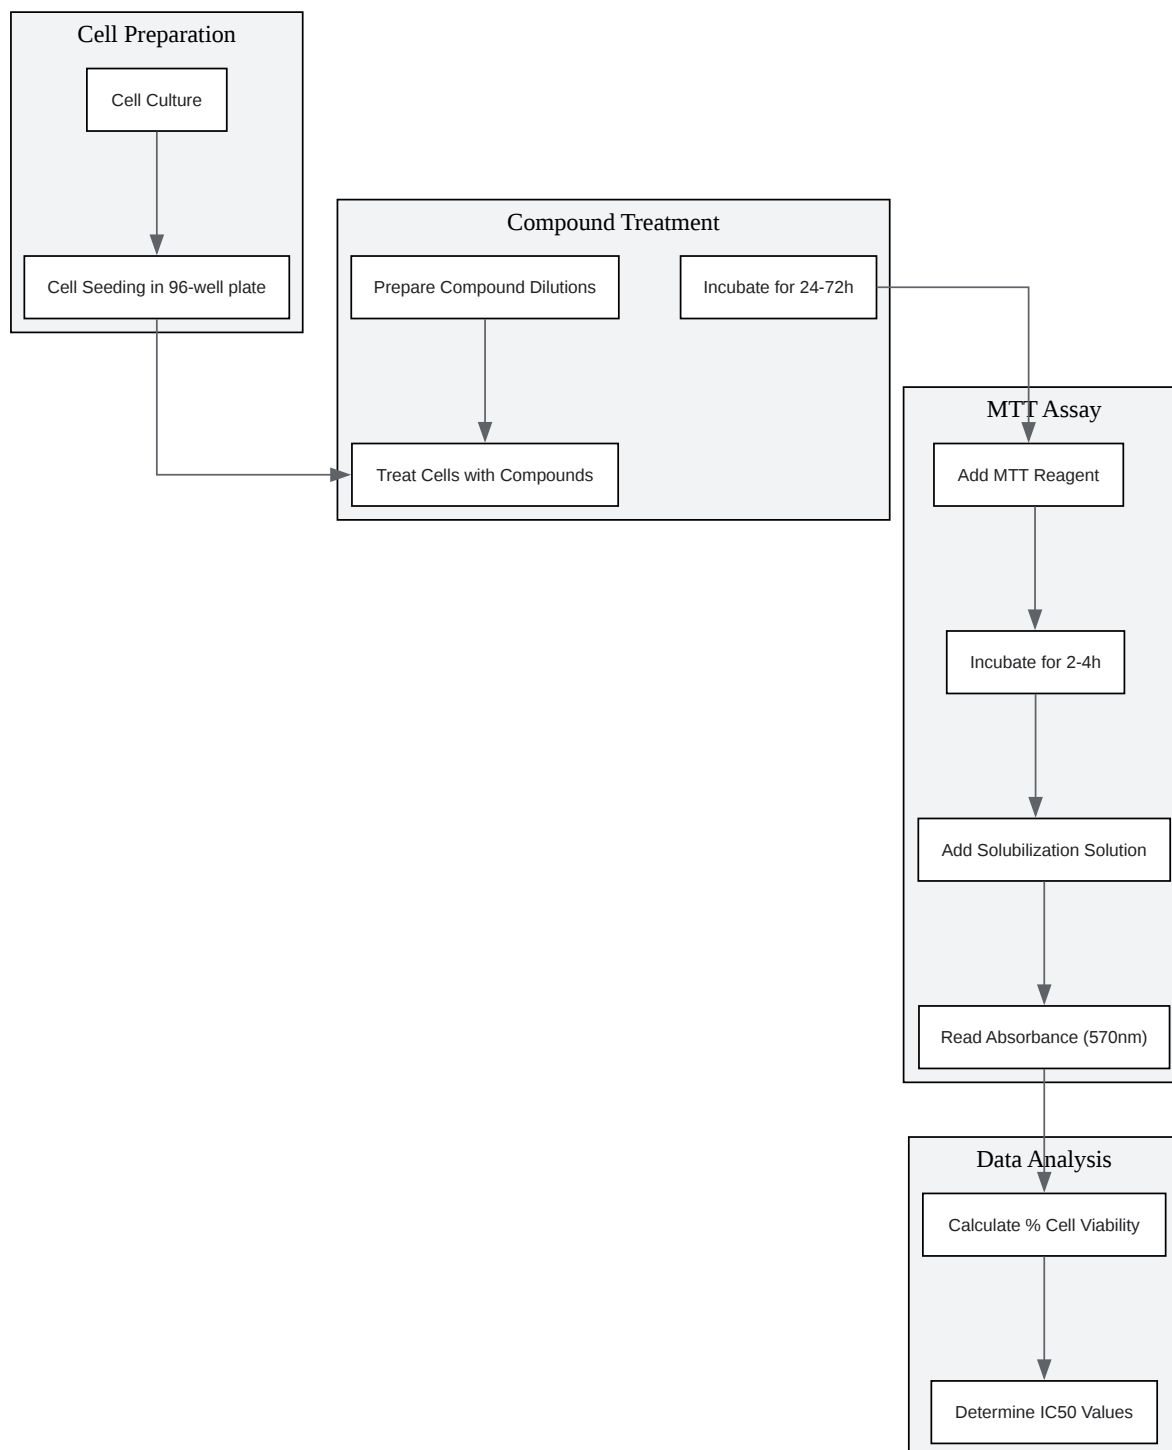 Cell Preparation
Cell Culture
Cell Seeding in 96-well plate
Compound Treatment
Prepare Compound Dilutions
Incubate for 24-72h
Treat Cells with Compounds
MTT Assay
Add MTT Reagent
Incubate for 2-4h
Add Solubilization Solution
Read Absorbance (570nm)
Data Analysis
Calculate % Cell Viability
Determine IC50 Values